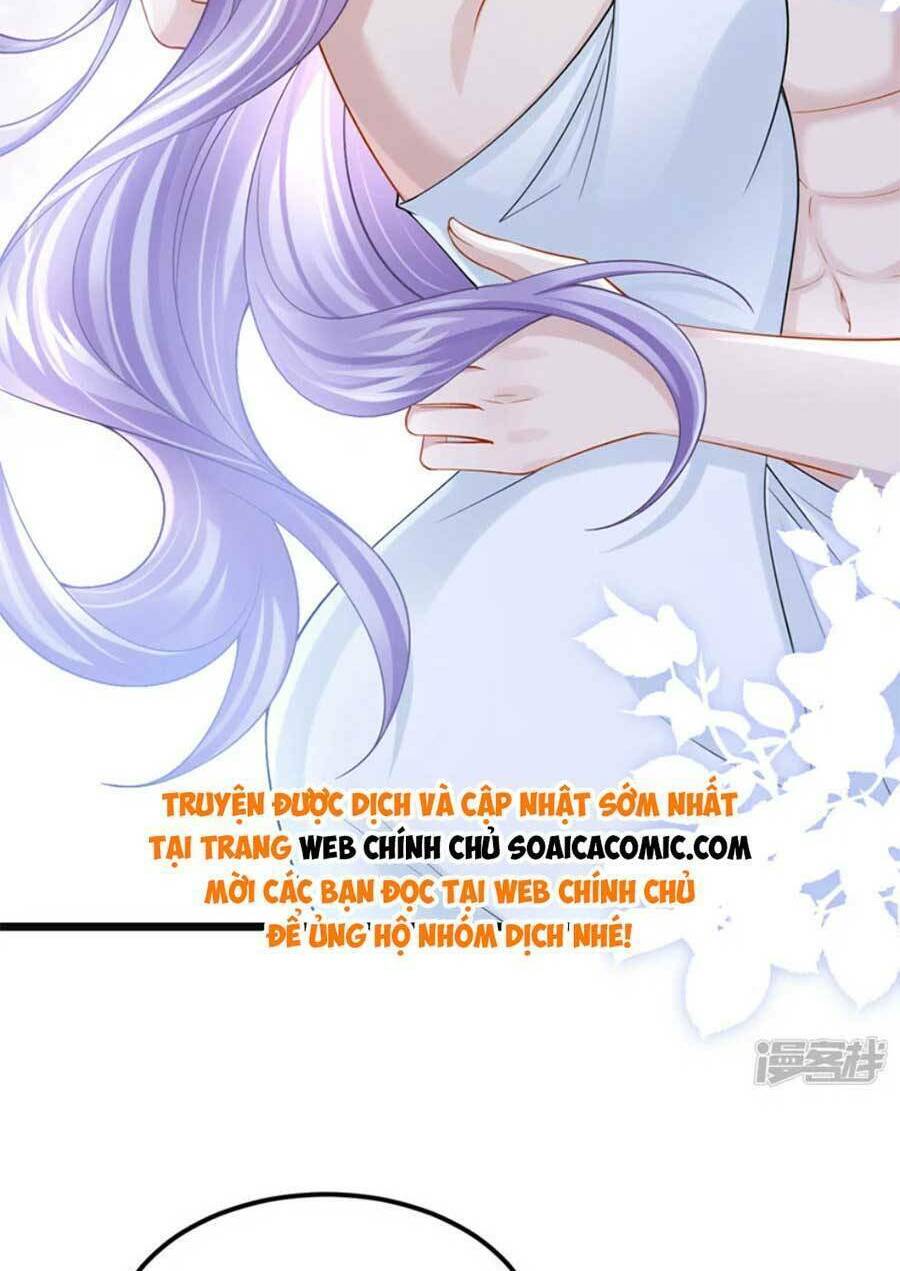 TRUYỆN ĐƯỢC DỊCH VÀ CẬP NHẬT SỚM NHẤT
TẠI TRANG WEB CHÍNH CHỦ SOAICACOMIC.COM
MỜI CÁC BẠN ĐỌC TẠI WEB CHÍNH CHỦ
ĐỂ ỦNG HỘ NHÓM DỊCH NHÉ!
漫客栈